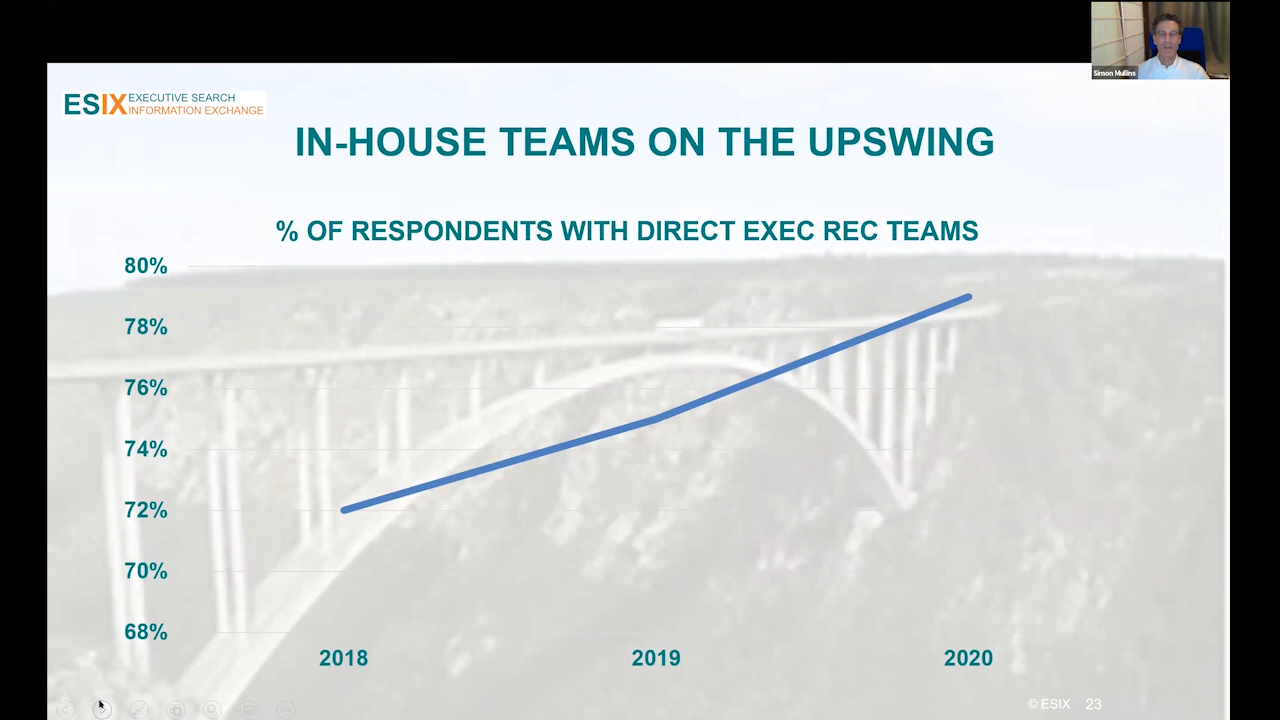 Simon Mullins
ESIX EXECUTIVE SEARCH
INFORMATION EXCHANGE
IN-HOUSE TEAMS ON THE UPSWING
% OF RESPONDENTS WITH DIRECT EXEC REC TEAMS
80%
78%
76%
74%
72%
70%
68%
2018 2019 2020
© ESIX 23